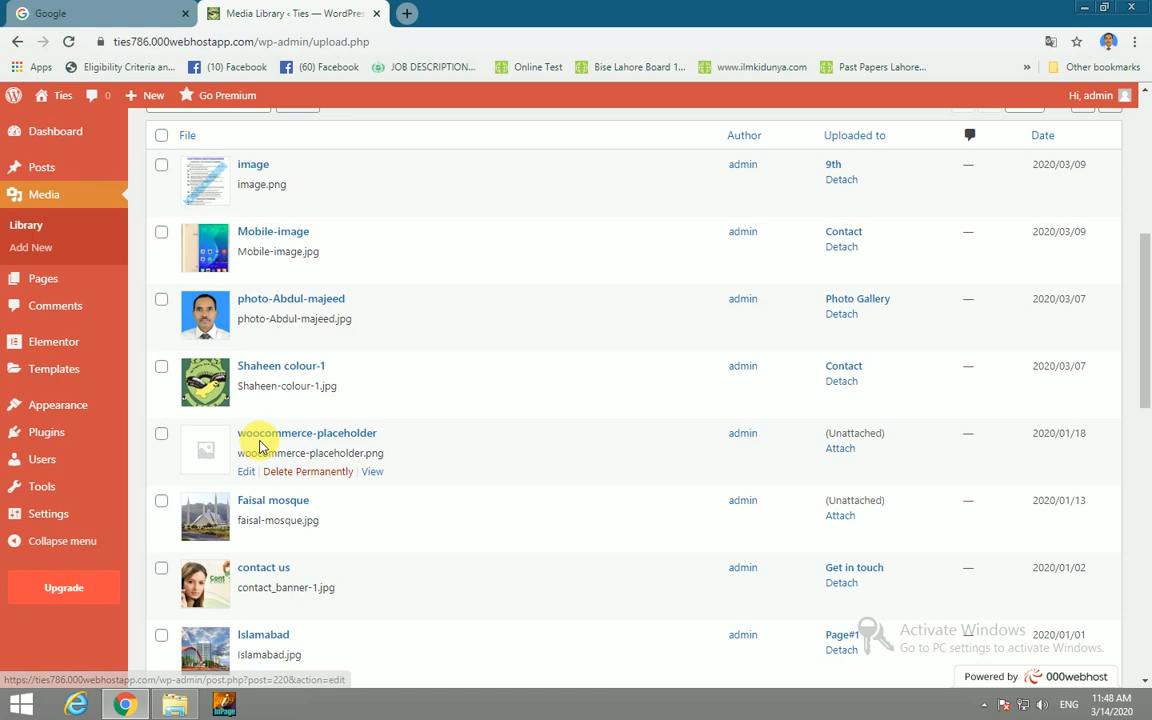 Google
Media Library ‹ Ties — WordPres
ties786.000webhostapp.com/wp-admin/upload.php
Apps
Eligibility Criteria an...
(10) Facebook
(60) Facebook
JOB DESCRIPTION...
Online Test
Bise Lahore Board 1...
www.ilmkidunya.com
Past Papers Lahore...
»
Other bookmarks
Ties
0
New
Go Premium
Hi, admin
Dashboard
Posts
Media
Library
Add New
Pages
Comments
Elementor
Templates
Appearance
Plugins
Users
Tools
Settings
Collapse menu
Upgrade
File Author Uploaded to Date
image admin 9th — 2020/03/09
image.png Detach
Mobile-image admin Contact — 2020/03/09
Mobile-image.jpg Detach
photo-Abdul-majeed admin Photo Gallery — 2020/03/07
photo-Abdul-majeed.jpg Detach
Shaheen colour-1 admin Contact — 2020/03/07
Shaheen-colour-1.jpg Detach
woocommerce-placeholder admin (Unattached) — 2020/01/18
woocommerce-placeholder.png Attach
Edit | Delete Permanently | View
Faisal mosque admin (Unattached) — 2020/01/13
faisal-mosque.jpg Attach
contact us admin Get in touch — 2020/01/02
contact_banner-1.jpg Detach
Islamabad admin Page#1 — 2020/01/01
Islamabad.jpg Detach
Activate Windows
Go to PC settings to activate Windows.
Powered by 000webhost
https://ties786.000webhostapp.com/wp-admin/post.php?post=220&action=edit
ENG
11:48 AM
3/14/2020